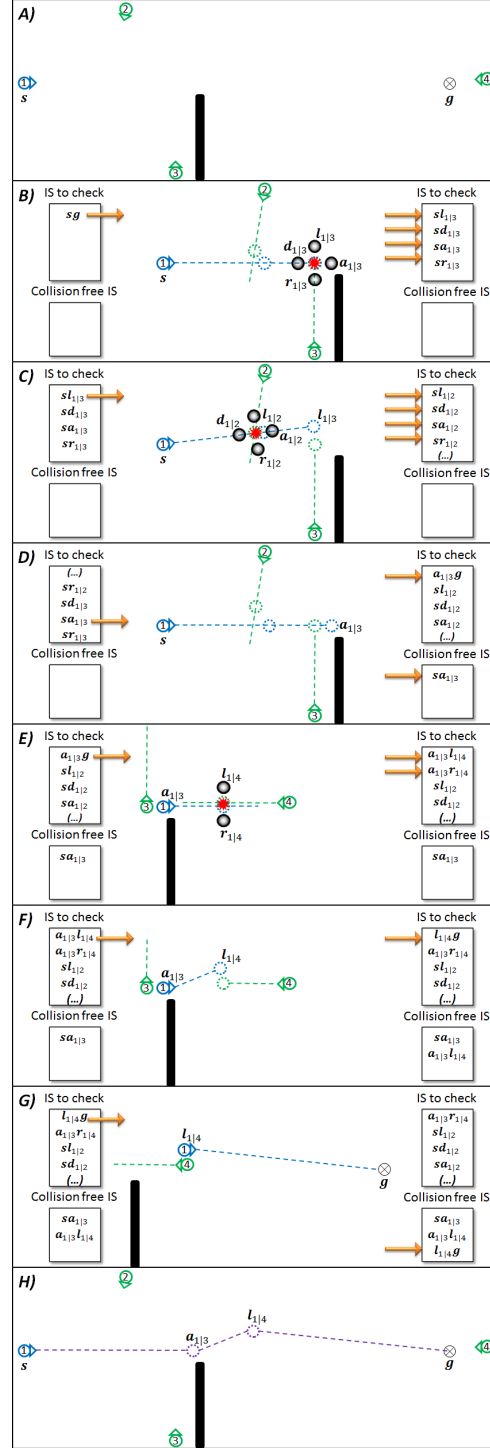 A)
2
1
s
g
4
3
B)
IS to check
sg
Collision free IS
2
1
s
d1|3
l1|3
a1|3
r1|3
3
IS to check
sl1|3
sd1|3
sa1|3
sr1|3
Collision free IS
C)
IS to check
sl1|3
sd1|3
sa1|3
sr1|3
Collision free IS
2
1
s
d1|2
l1|2
a1|2
r1|2
l1|3
3
IS to check
sl1|2
sd1|2
sa1|2
sr1|2
(...)
Collision free IS
D)
IS to check
(...)
sr1|2
sd1|3
sa1|3
sr1|3
Collision free IS
2
1
s
a1|3
3
IS to check
a1|3g
sl1|2
sd1|2
sa1|2
(...)
Collision free IS
sa1|3
E)
IS to check
a1|3g
sl1|2
sd1|2
sa1|2
(...)
Collision free IS
sa1|3
a1|3
3
1
l1|4
r1|4
4
IS to check
a1|3l1|4
a1|3r1|4
sl1|2
sd1|2
(...)
Collision free IS
sa1|3
F)
IS to check
a1|3l1|4
a1|3r1|4
sl1|2
sd1|2
(...)
Collision free IS
sa1|3
a1|3
3
1
l1|4
4
IS to check
l1|4g
a1|3r1|4
sl1|2
sd1|2
(...)
Collision free IS
sa1|3
a1|3l1|4
G)
IS to check
l1|4g
a1|3r1|4
sl1|2
sd1|2
(...)
Collision free IS
sa1|3
a1|3l1|4
l1|4
1
4
g
IS to check
a1|3r1|4
sl1|2
sd1|2
sa1|2
(...)
Collision free IS
sa1|3
a1|3l1|4
l1|4g
H)
2
1
s
a1|3
l1|4
g
4
3